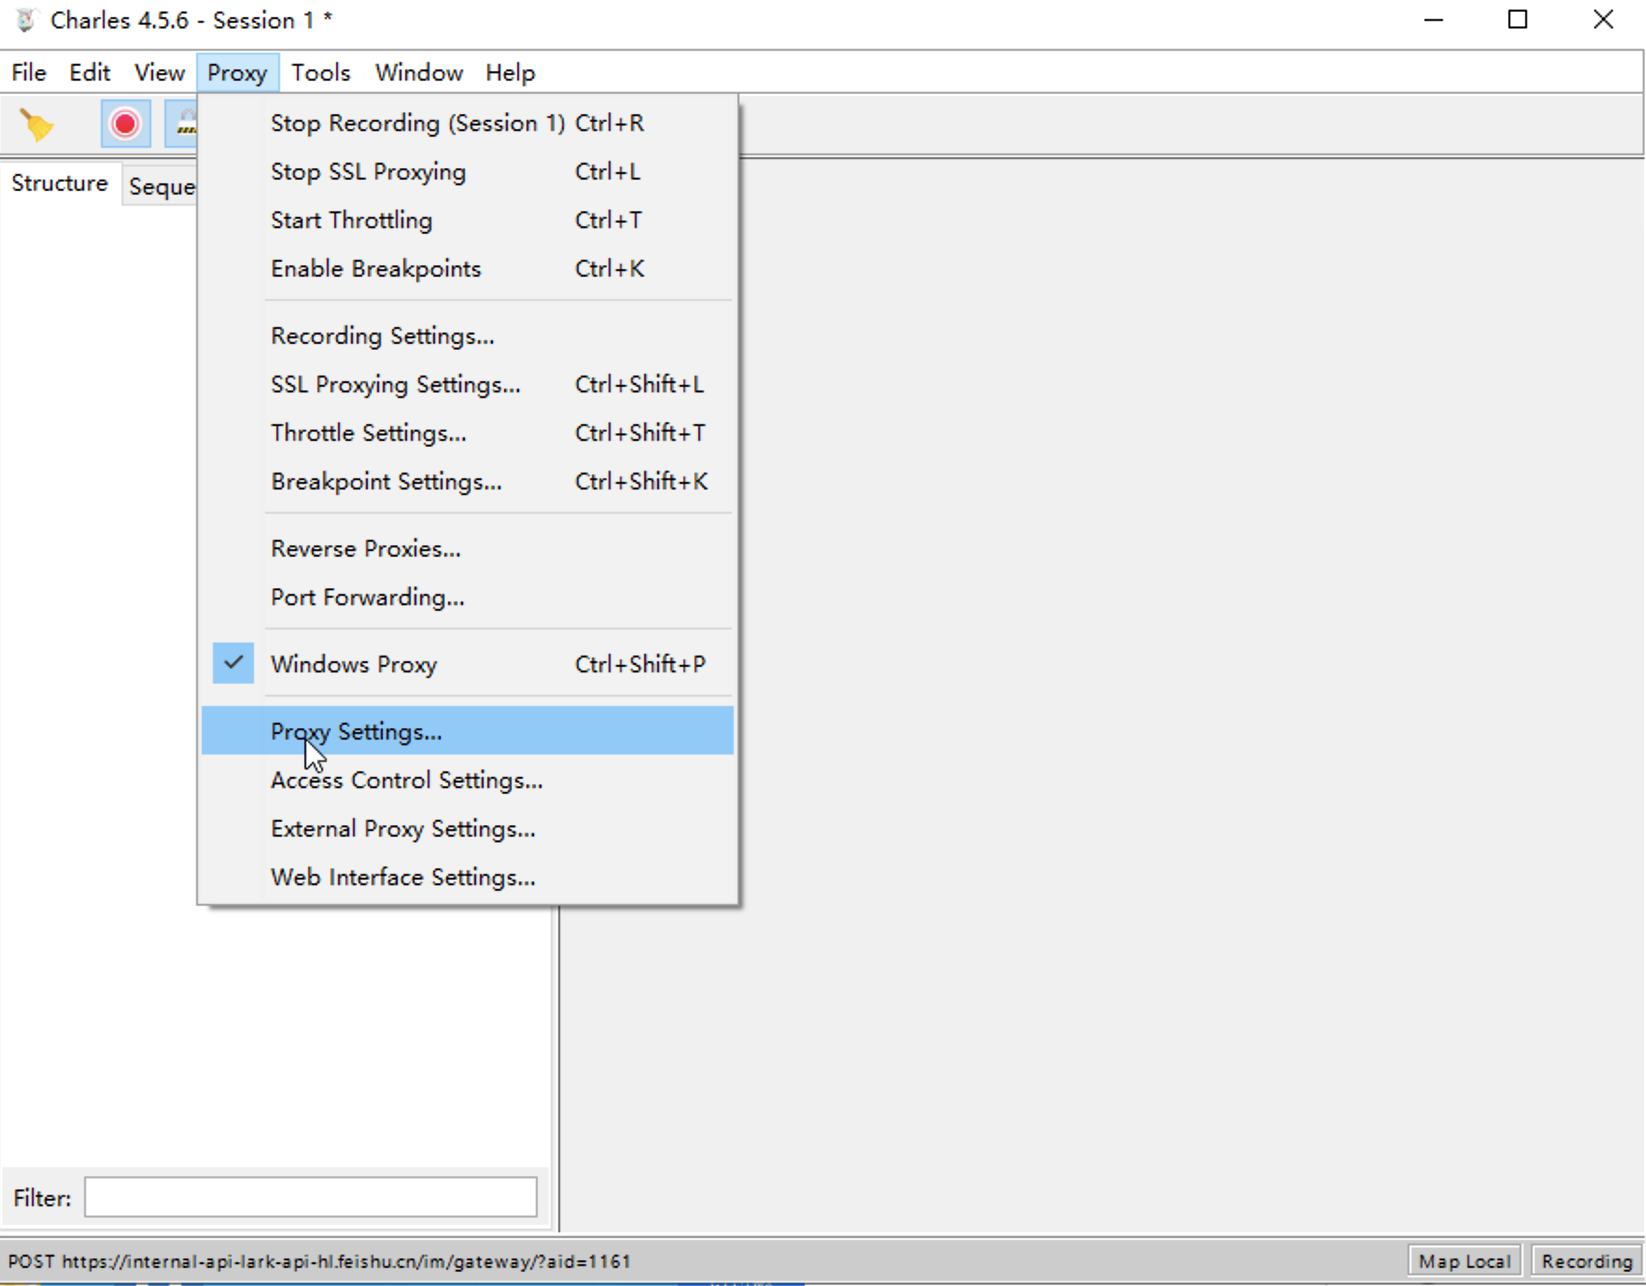 Charles 4.5.6 - Session 1 *
File Edit View Proxy Tools Window Help
Stop Recording (Session 1) Ctrl+R
Stop SSL Proxying Ctrl+L
Structure Seque
Start Throttling Ctrl+T
Enable Breakpoints Ctrl+K
Recording Settings...
SSL Proxying Settings... Ctrl+Shift+L
Throttle Settings... Ctrl+Shift+T
Breakpoint Settings... Ctrl+Shift+K
Reverse Proxies...
Port Forwarding...
Windows Proxy Ctrl+Shift+P
Proxy Settings...
Access Control Settings...
External Proxy Settings...
Web Interface Settings...
Filter:
POST https://internal-api-lark-api-hl.feishu.cn/im/gateway/?aid=1161 Map Local Recording